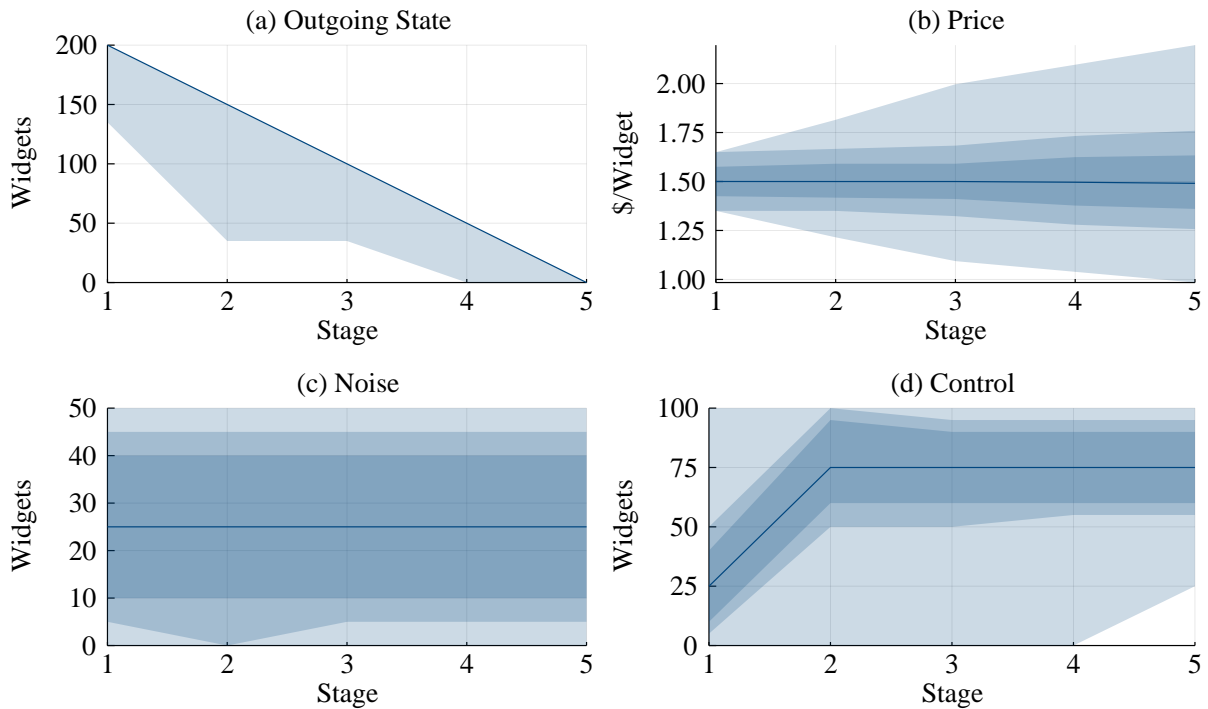 (a) Outgoing State
200
150
100
50
0
Widgets
1 2 3 4 5
Stage
(b) Price
2.00
1.75
1.50
1.25
1.00
$/Widget
1 2 3 4 5
Stage
(c) Noise
50
40
30
20
10
0
Widgets
1 2 3 4 5
Stage
(d) Control
100
75
50
25
0
Widgets
1 2 3 4 5
Stage